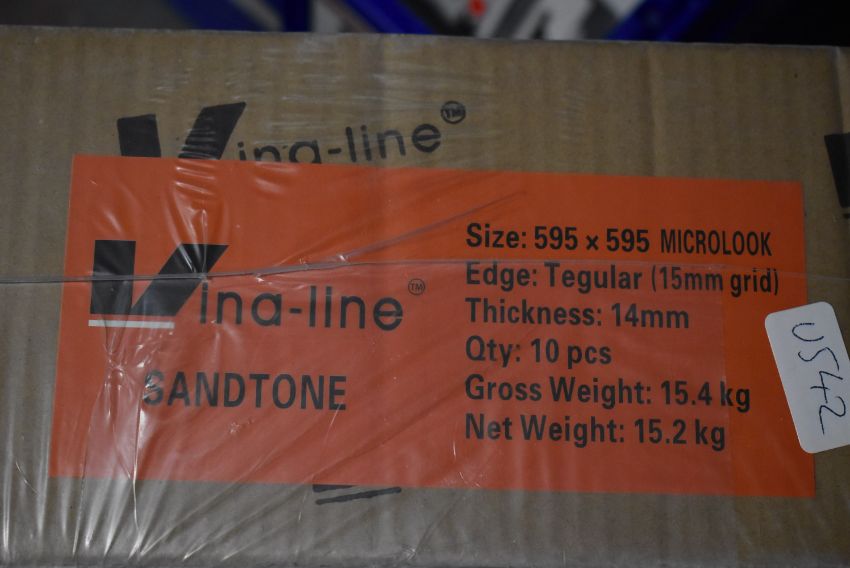 Vina-line™
Vina-line™
SANDTONE
Size: 595 × 595 MICROLOOK
Edge: Tegular (15mm grid)
Thickness: 14mm
Qty: 10 pcs
Gross Weight: 15.4 kg
Net Weight: 15.2 kg
U542